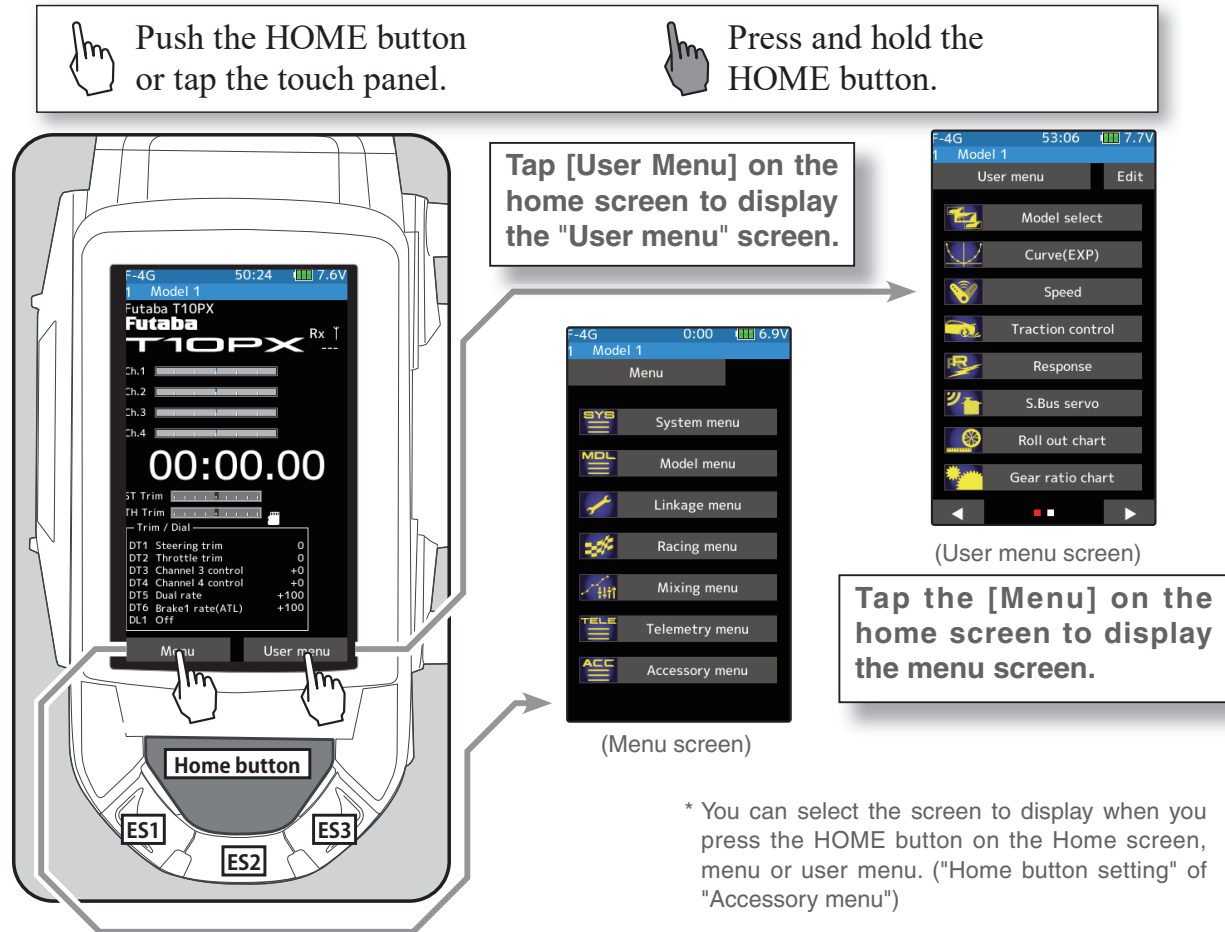 Push the HOME button
or tap the touch panel.
Press and hold the
HOME button.
Tap [User Menu] on the
home screen to display
the "User menu" screen.
F-4G 50:24 7.6V
1 Model 1
Futaba T10PX
Futaba
T10PX
Rx
---
Ch.1
Ch.2
Ch.3
Ch.4
00:00.00
ST Trim
TH Trim
Trim / Dial
DT1 Steering trim 0
DT2 Throttle trim 0
DT3 Channel 3 control +0
DT4 Channel 4 control +0
DT5 Dual rate +100
DT6 Brake1 rate(ATL) +100
DL1 Off
Menu User menu
Home button
ES1
ES2
ES3
F-4G 0:00 6.9V
1 Model 1
Menu
SYS System menu
MDL Model menu
Linkage menu
Racing menu
Mixing menu
TELE Telemetry menu
ACC Accessory menu
(Menu screen)
F-4G 53:06 7.7V
1 Model 1
User menu Edit
Model select
Curve(EXP)
Speed
Traction control
R Response
S.Bus servo
Roll out chart
Gear ratio chart
(User menu screen)
Tap the [Menu] on the
home screen to display
the menu screen.
* You can select the screen to display when you
press the HOME button on the Home screen,
menu or user menu. ("Home button setting" of
"Accessory menu")